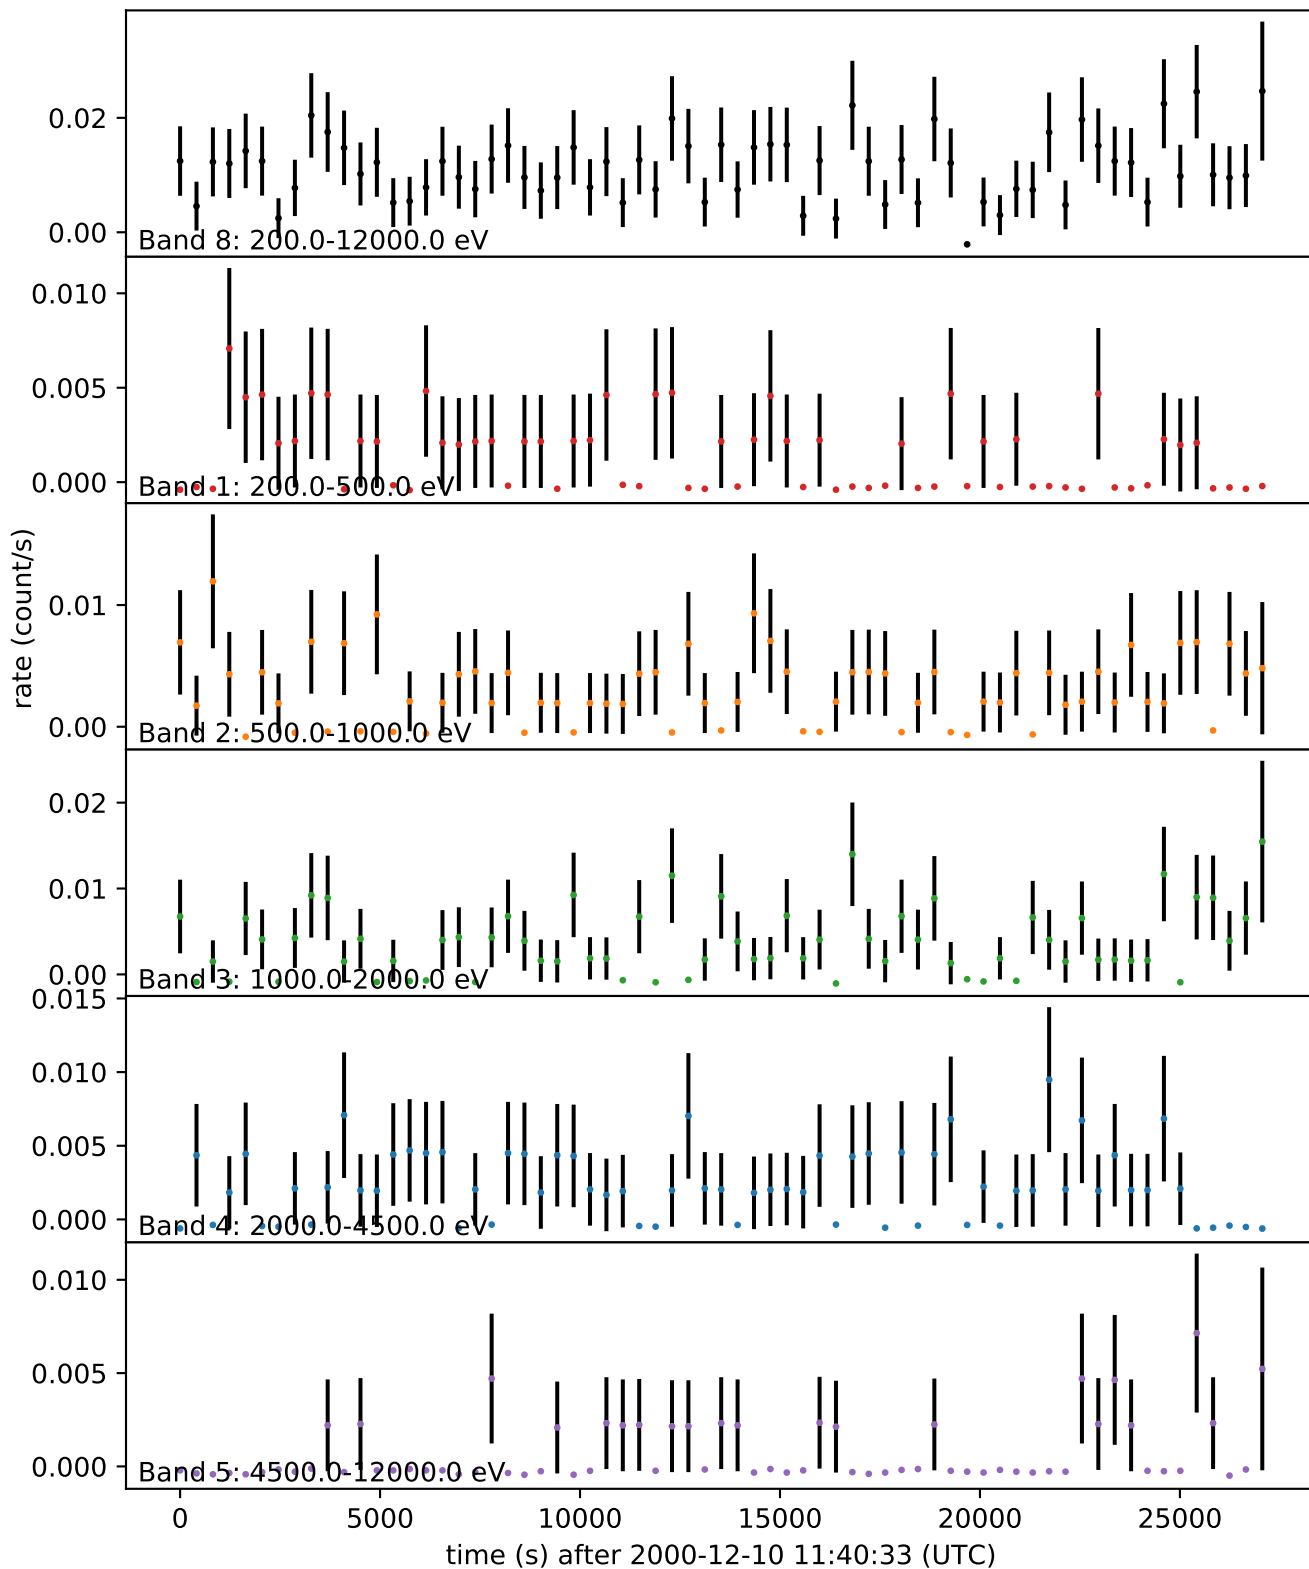 0.02
0.00
Band 8: 200.0-12000.0 eV
0.010
0.005
0.000
Band 1: 200.0-500.0 eV
rate (count/s)
0.01
0.00
Band 2: 500.0-1000.0 eV
0.02
0.01
0.00
Band 3: 1000.0-2000.0 eV
0.015
0.010
0.005
0.000
Band 4: 2000.0-4500.0 eV
0.010
0.005
0.000
Band 5: 4500.0-12000.0 eV
0 5000 10000 15000 20000 25000
time (s) after 2000-12-10 11:40:33 (UTC)